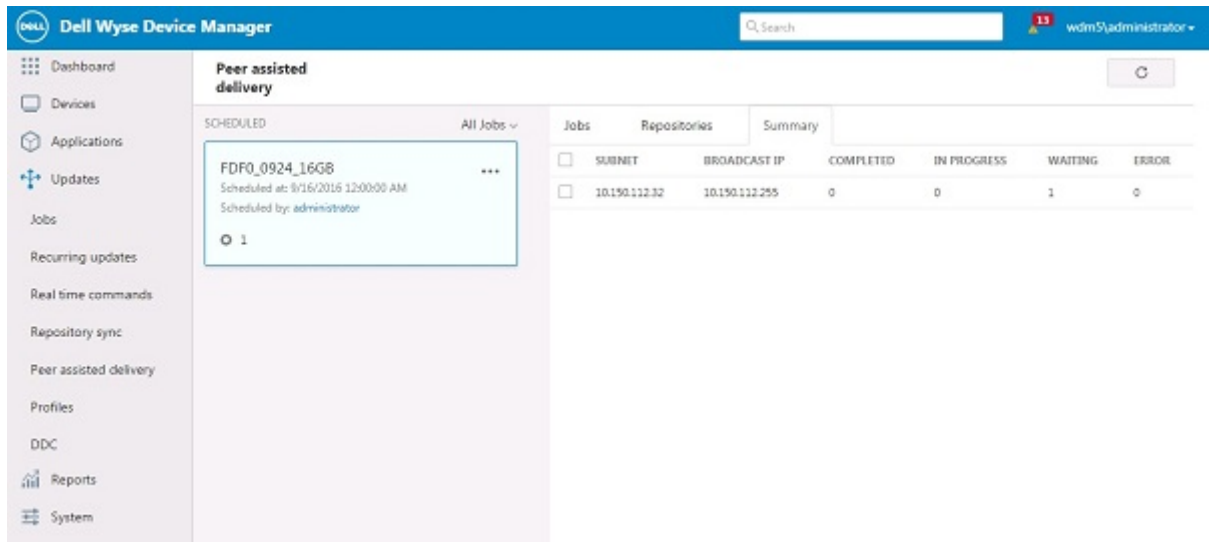 DELL Dell Wyse Device Manager
Search
13
wdm5\administrator
Dashboard
Devices
Applications
Updates
Jobs
Recurring updates
Real time commands
Repository sync
Peer assisted delivery
Profiles
DDC
Reports
System
Peer assisted
delivery
SCHEDULED All Jobs
FDF0_0924_16GB
Scheduled at: 9/16/2016 12:00:00 AM
Scheduled by: administrator
1
Jobs Repositories Summary
SUBNET BROADCAST IP COMPLETED IN PROGRESS WAITING ERROR
10.150.112.32 10.150.112.255 0 0 1 0